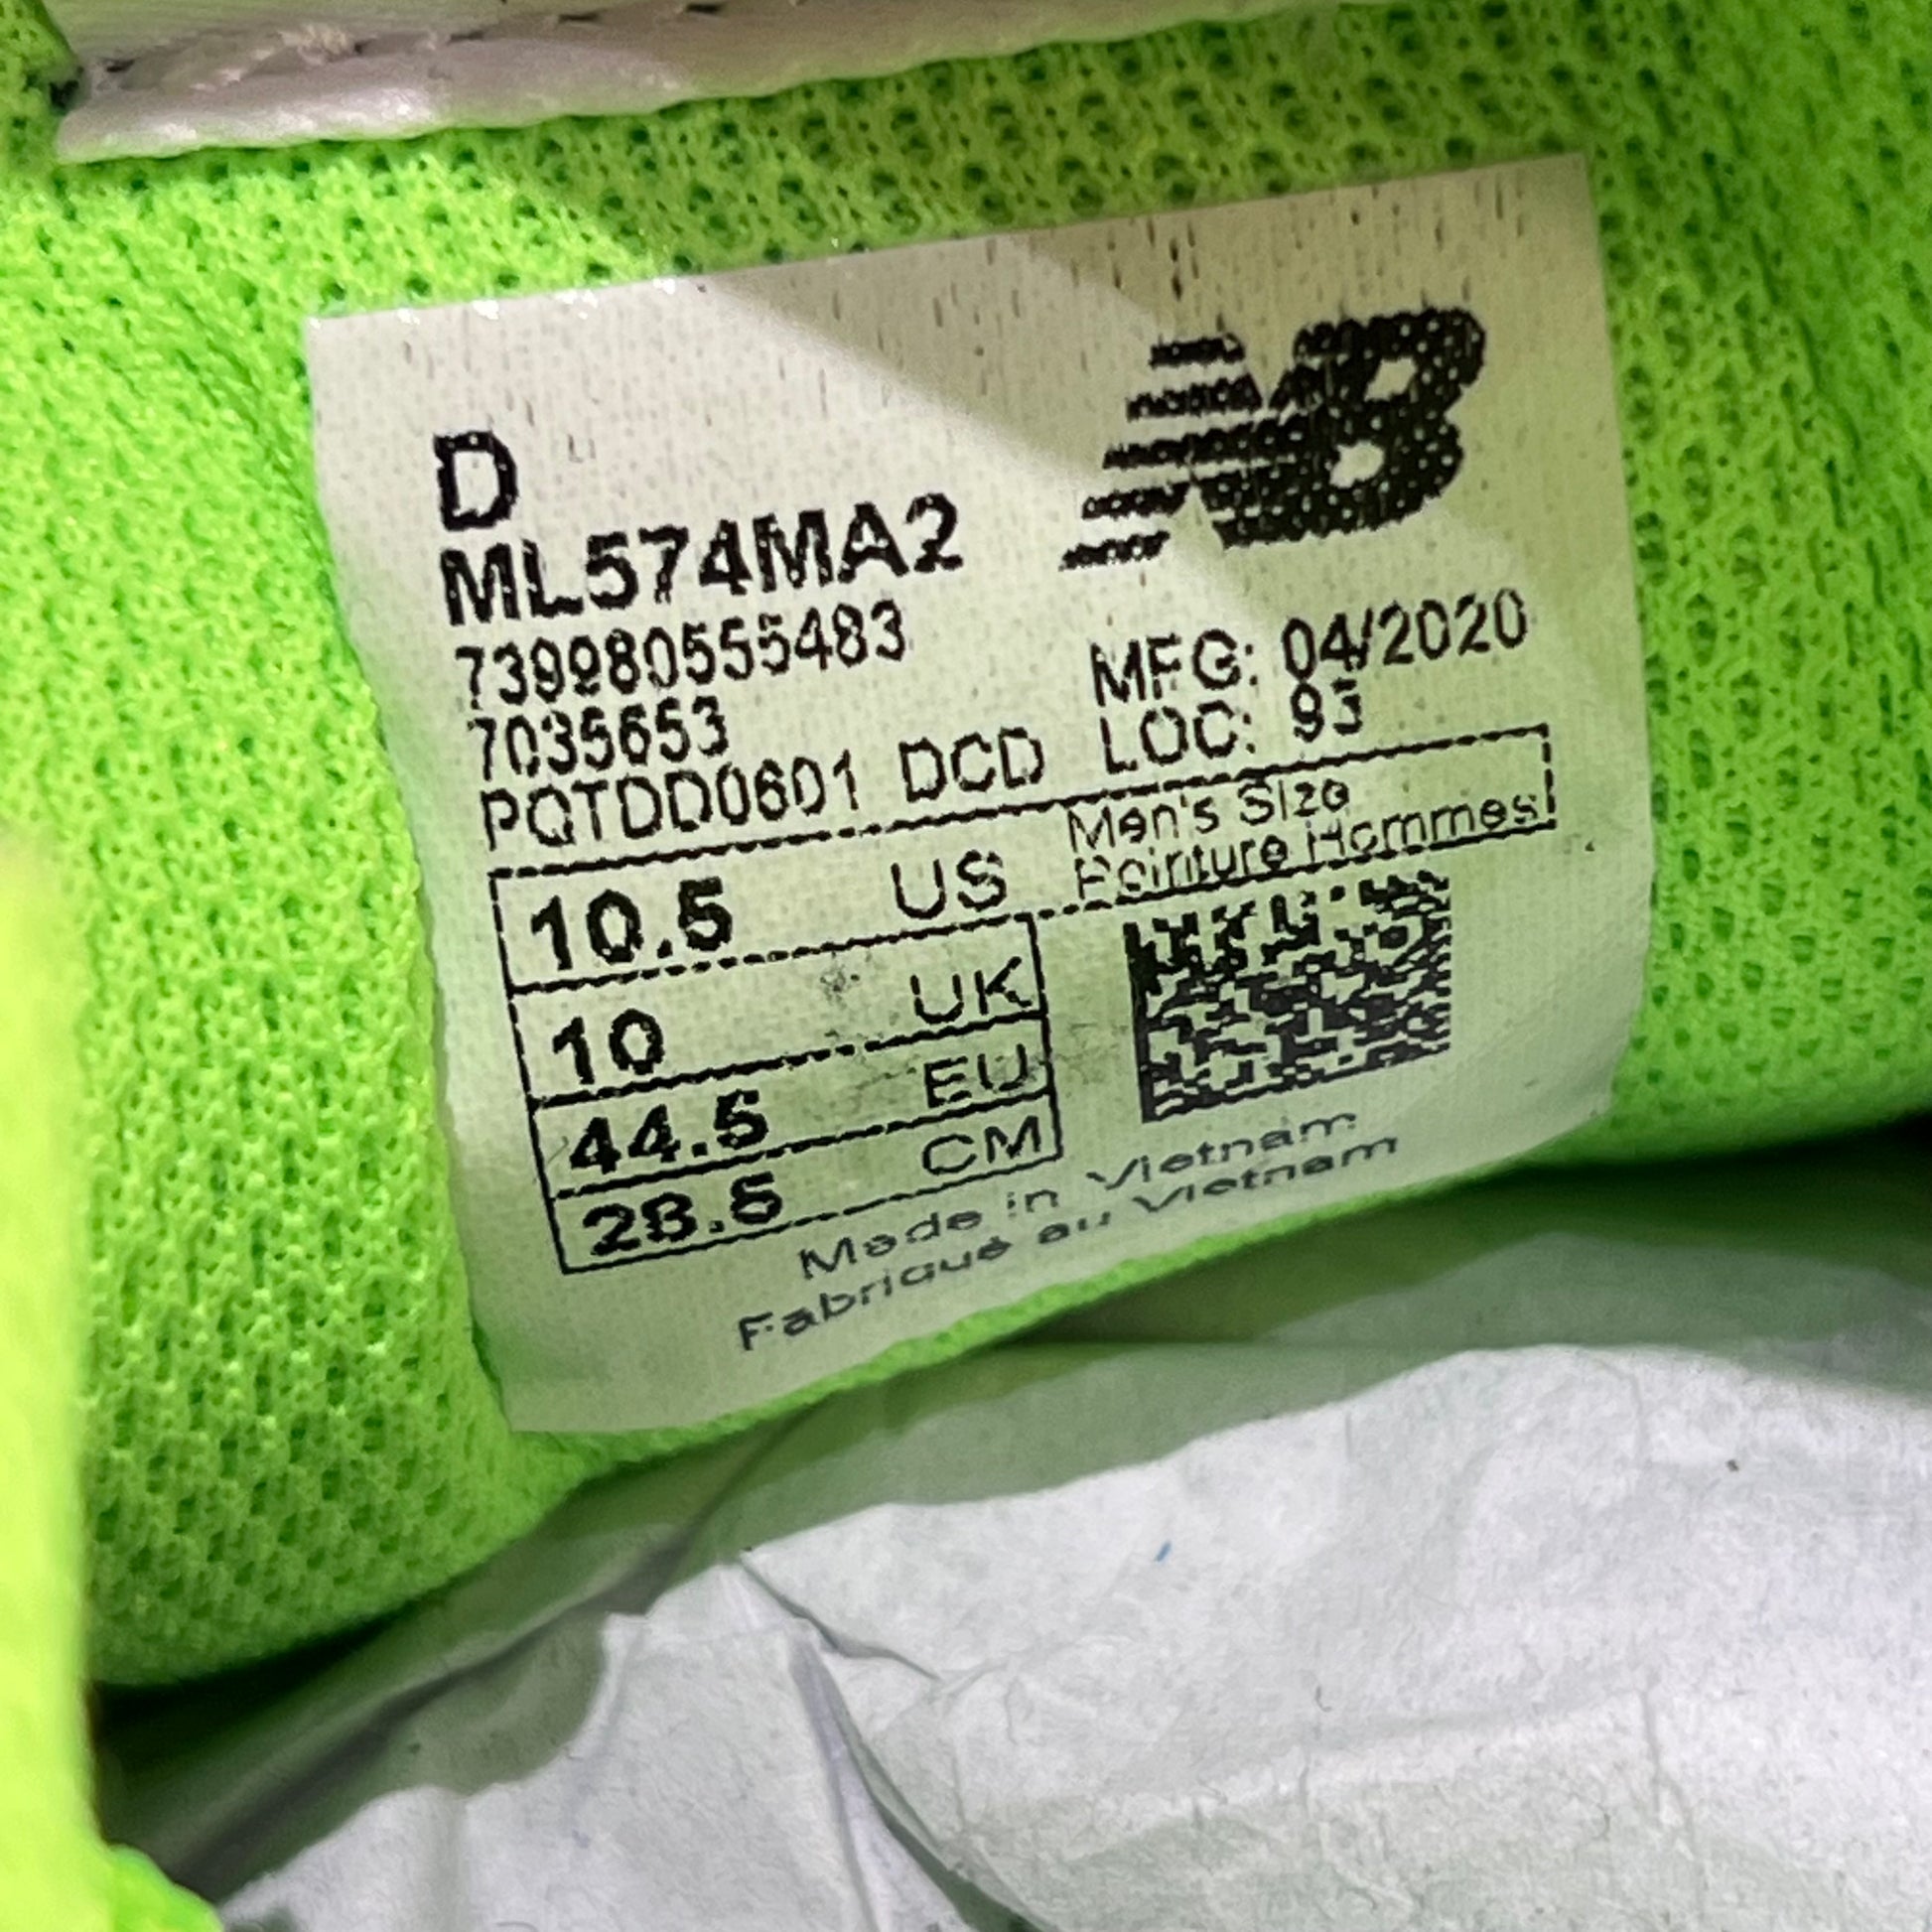 NB
D
ML574MA2
739980555483
MFG: 04/2020
7035653
LOC: 93
PQTDD0601 DCD
10.5 US Men's Size
Pointure Hommes
10 UK
44.5 EU
28.5 CM
Made in Vietnam
Fabriqué au Vietnam